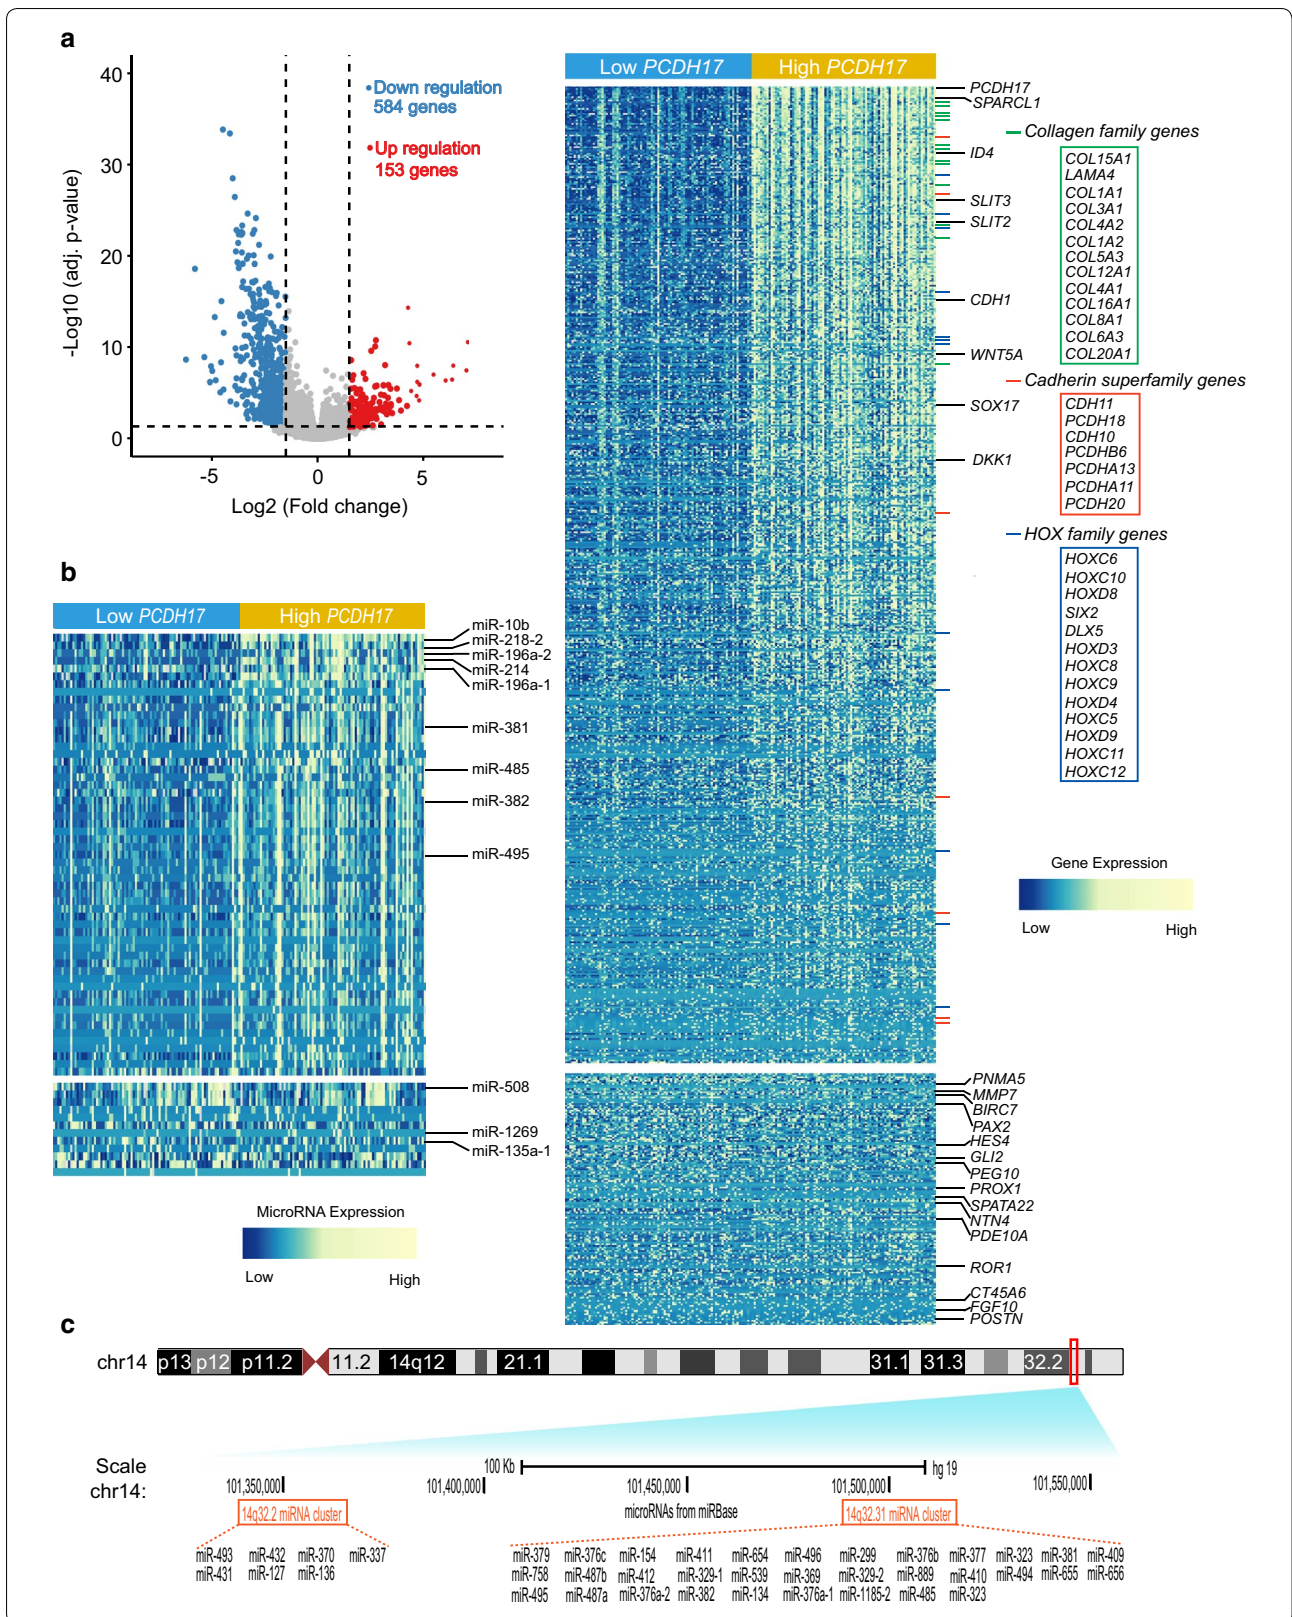 a
40
30
20
10
0
-Log10 (adj. p-value)
-5
0
5
Log2 (Fold change)
Down regulation
584 genes
Up regulation
153 genes
Low PCDH17
High PCDH17
PCDH17
SPARCL1
ID4
SLIT3
SLIT2
CDH1
WNT5A
SOX17
DKK1
Collagen family genes
COL15A1
LAMA4
COL1A1
COL3A1
COL4A2
COL1A2
COL5A3
COL12A1
COL4A1
COL16A1
COL8A1
COL6A3
COL20A1
Cadherin superfamily genes
CDH11
PCDH18
CDH10
PCDHB6
PCDHA13
PCDHA11
PCDH20
HOX family genes
HOXC6
HOXC10
HOXD8
SIX2
DLX5
HOXD3
HOXC8
HOXC9
HOXD4
HOXC5
HOXD9
HOXC11
HOXC12
Gene Expression
Low
High
PNMA5
MMP7
BIRC7
PAX2
HES4
GLI2
PEG10
PROX1
SPATA22
NTN4
PDE10A
ROR1
CT45A6
FGF10
POSTN
b
Low PCDH17
High PCDH17
miR-10b
miR-218-2
miR-196a-2
miR-214
miR-196a-1
miR-381
miR-485
miR-382
miR-495
miR-508
miR-1269
miR-135a-1
MicroRNA Expression
Low
High
c
chr14 p13 p12 p11.2 11.2 14q12 21.1 31.1 31.3 32.2
Scale 100 Kb hg 19
chr14: 101,350,000 101,400,000 101,450,000 101,500,000 101,550,000
14q32.2 miRNA cluster microRNAs from miRBase 14q32.31 miRNA cluster
miR-493 miR-432 miR-370 miR-337
miR-431 miR-127 miR-136
miR-379 miR-376c miR-154 miR-411 miR-654 miR-496 miR-299 miR-376b miR-377 miR-323 miR-381 miR-409
miR-758 miR-487b miR-412 miR-329-1 miR-539 miR-369 miR-329-2 miR-889 miR-410 miR-494 miR-655 miR-656
miR-495 miR-487a miR-376a-2 miR-382 miR-134 miR-376a-1 miR-1185-2 miR-485 miR-323